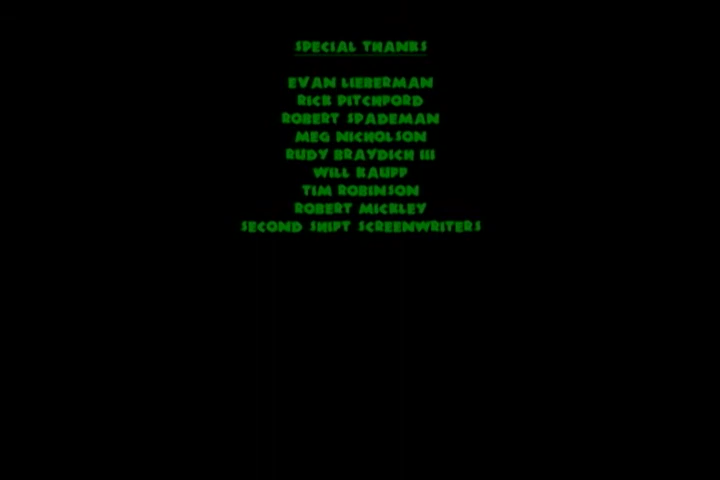 SPECIAL THANKS
EVAN LIEBERMAN
RICK PITCHFORD
ROBERT SPADEMAN
MEG NICHOLSON
RUDY BRAYDICH III
WILL KAUPP
TIM ROBINSON
ROBERT MICKLEY
SECOND SHIFT SCREENWRITERS